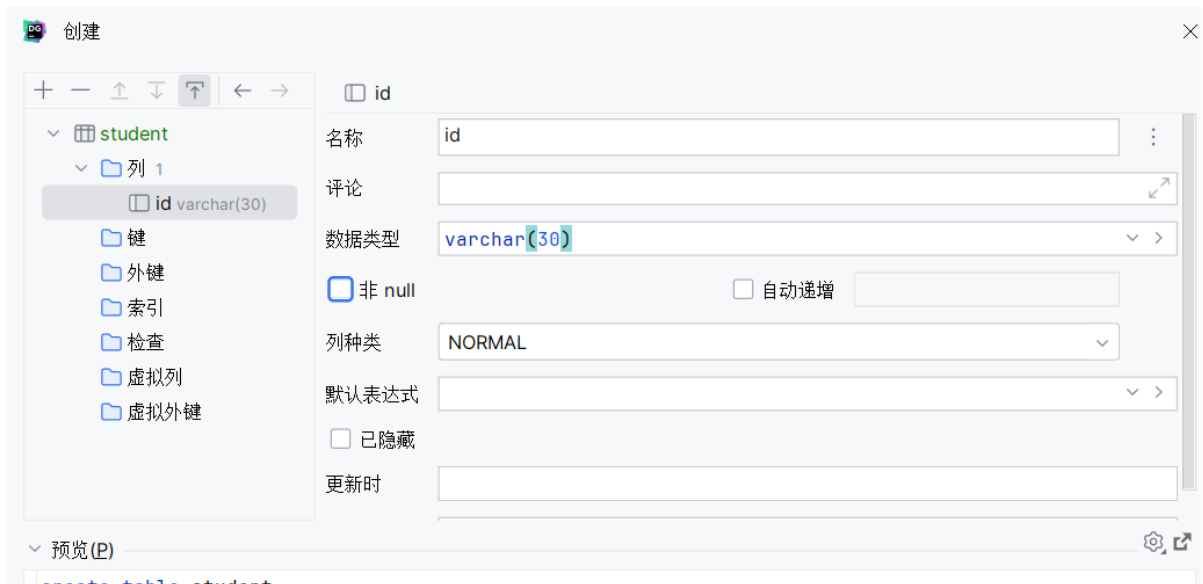 DG 创建
id
student
名称 id
列 1
评论
id varchar(30)
键
数据类型 varchar(30)
外键
非 null 自动递增
索引
检查
列种类 NORMAL
虚拟列
默认表达式
虚拟外键
已隐藏
更新时
预览(P)
create table student